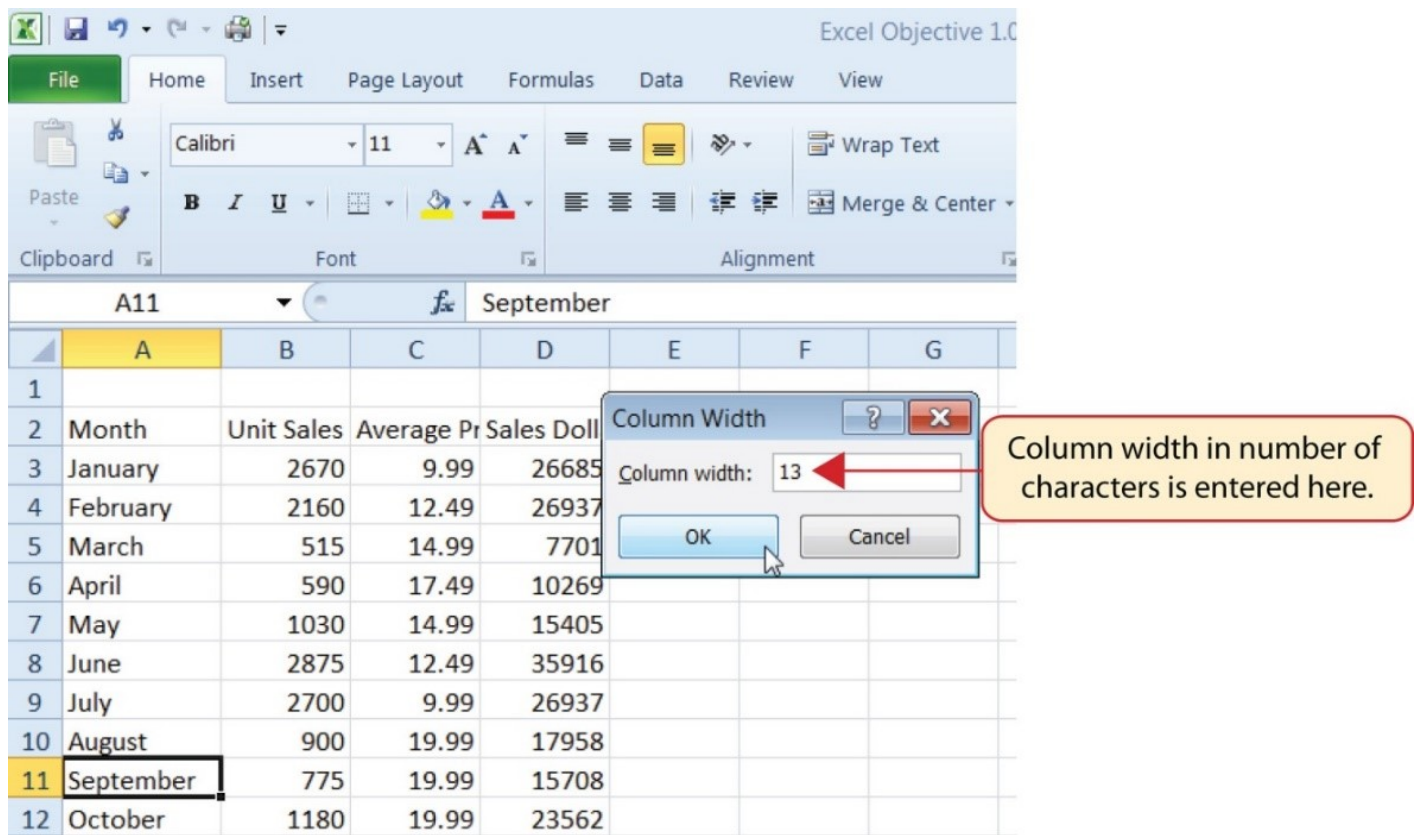 Excel Objective 1.0
File Home Insert Page Layout Formulas Data Review View
Calibri 11 A A Wrap Text
Paste B I U A Merge & Center
Clipboard Font Alignment
A11 fx September
A B C D E F G
1
2 Month Unit Sales Average Pr Sales Doll
3 January 2670 9.99 26685
4 February 2160 12.49 26937
5 March 515 14.99 7701
6 April 590 17.49 10269
7 May 1030 14.99 15405
8 June 2875 12.49 35916
9 July 2700 9.99 26937
10 August 900 19.99 17958
11 September 775 19.99 15708
12 October 1180 19.99 23562
Column Width ?
Column width: 13
OK Cancel
Column width in number of
characters is entered here.